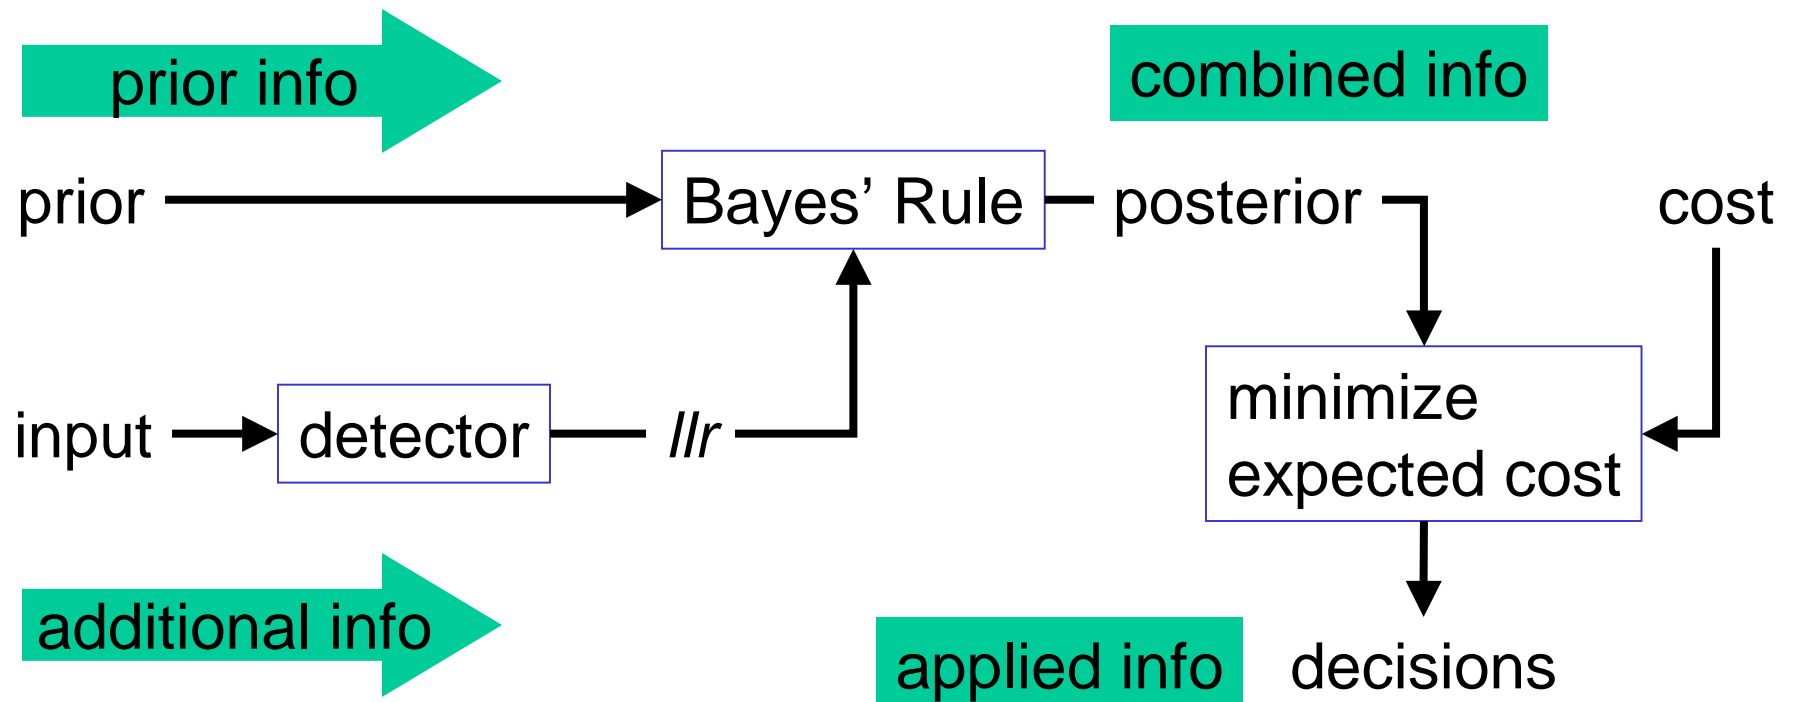 prior info
combined info
prior
Bayes’ Rule
posterior
cost
input
detector
llr
minimize
expected cost
additional info
applied info
decisions